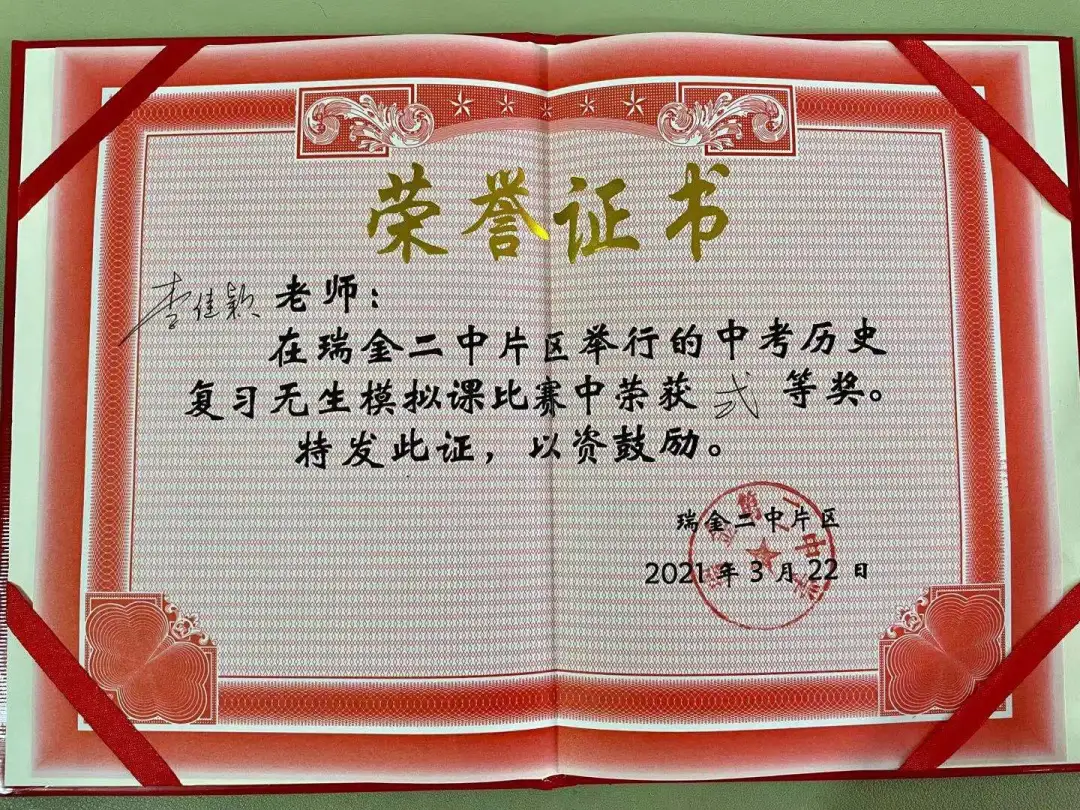 荣誉证书
李佳颖 老师：
在瑞金二中片区举行的中考历史
复习无生模拟课比赛中荣获 弍 等奖。
特发此证，以资鼓励。
瑞金二中片区
2021年3月22日